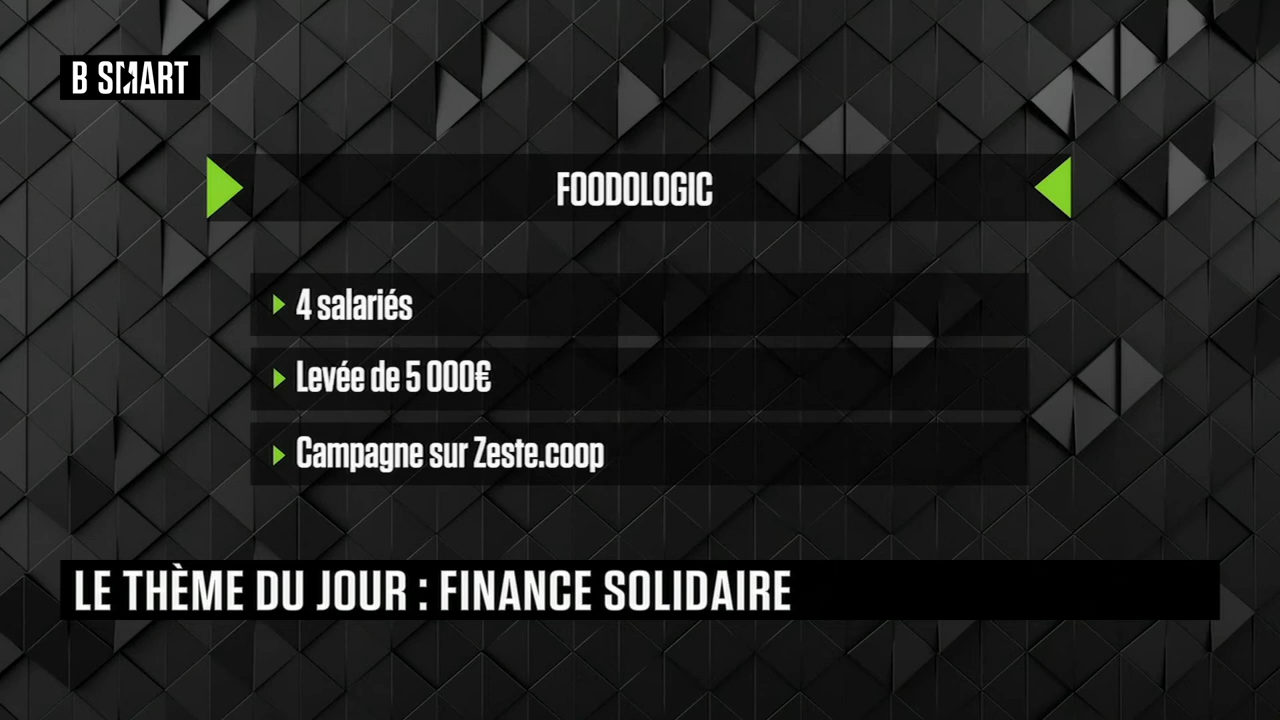 B SMART
FOODOLOGIC
4 salariés
Levée de 5 000€
Campagne sur Zeste.coop
LE THÈME DU JOUR : FINANCE SOLIDAIRE